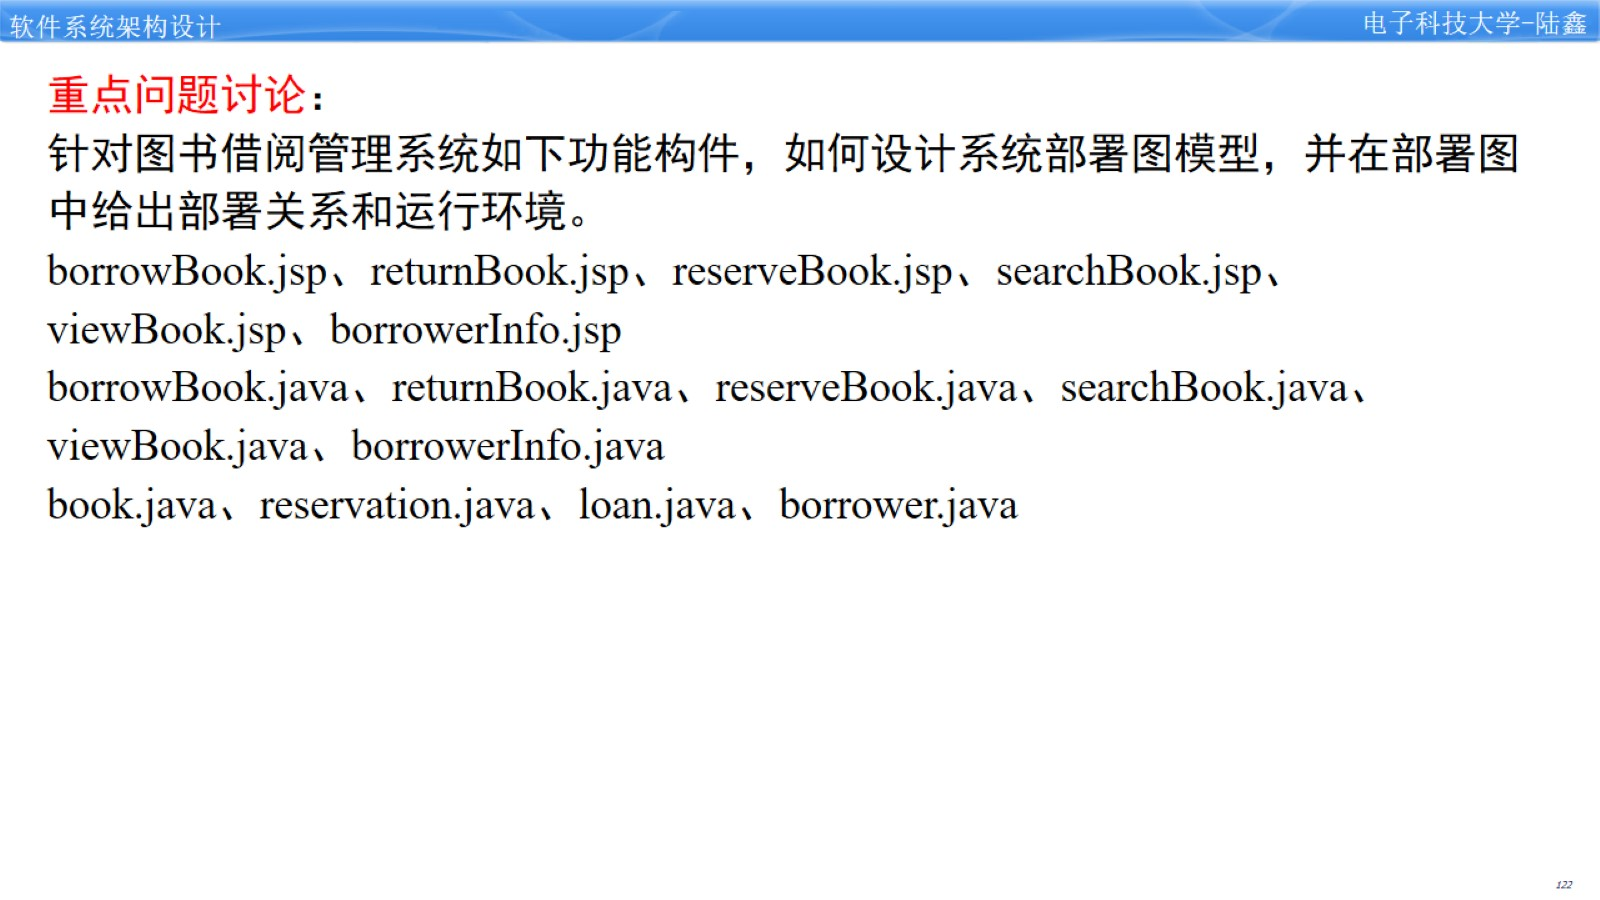 软件系统架构设计
电子科技大学-陆鑫
重点问题讨论：
针对图书借阅管理系统如下功能构件，如何设计系统部署图模型，并在部署图
中给出部署关系和运行环境。
borrowBook.jsp、returnBook.jsp、reserveBook.jsp、searchBook.jsp、
viewBook.jsp、borrowerInfo.jsp
borrowBook.java、returnBook.java、reserveBook.java、searchBook.java、
viewBook.java、borrowerInfo.java
book.java、reservation.java、loan.java、borrower.java
122